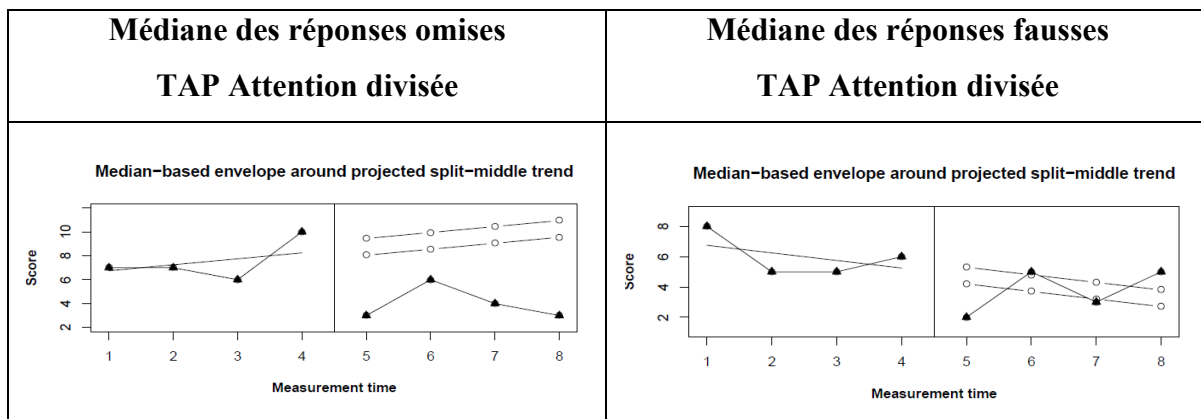 Médiane des réponses omises
TAP Attention divisée
Médiane des réponses fausses
TAP Attention divisée
Median−based envelope around projected split−middle trend
Score
2
4
6
8
10
1
2
3
4
5
6
7
8
Measurement time
Median−based envelope around projected split−middle trend
Score
2
4
6
8
1
2
3
4
5
6
7
8
Measurement time